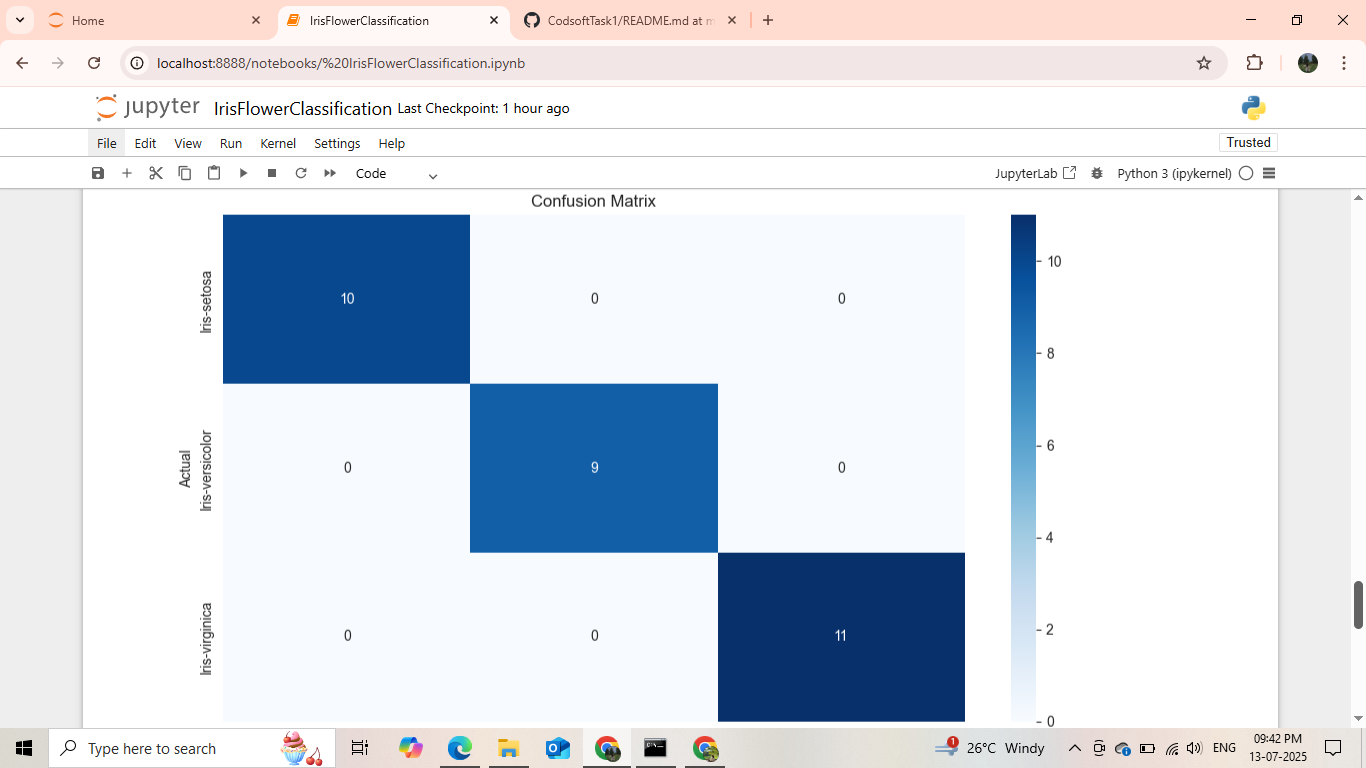 Home
IrisFlowerClassification
CodsoftTask1/README.md at m
localhost:8888/notebooks/%20IrisFlowerClassification.ipynb
jupyter IrisFlowerClassification Last Checkpoint: 1 hour ago
File Edit View Run Kernel Settings Help
Trusted
Code
JupyterLab
Python 3 (ipykernel)
Confusion Matrix
Actual
Iris-setosa
10 0 0
Iris-versicolor
0 9 0
Iris-virginica
0 0 11
10
8
6
4
2
0
Type here to search
1
26°C Windy
ENG
09:42 PM
13-07-2025